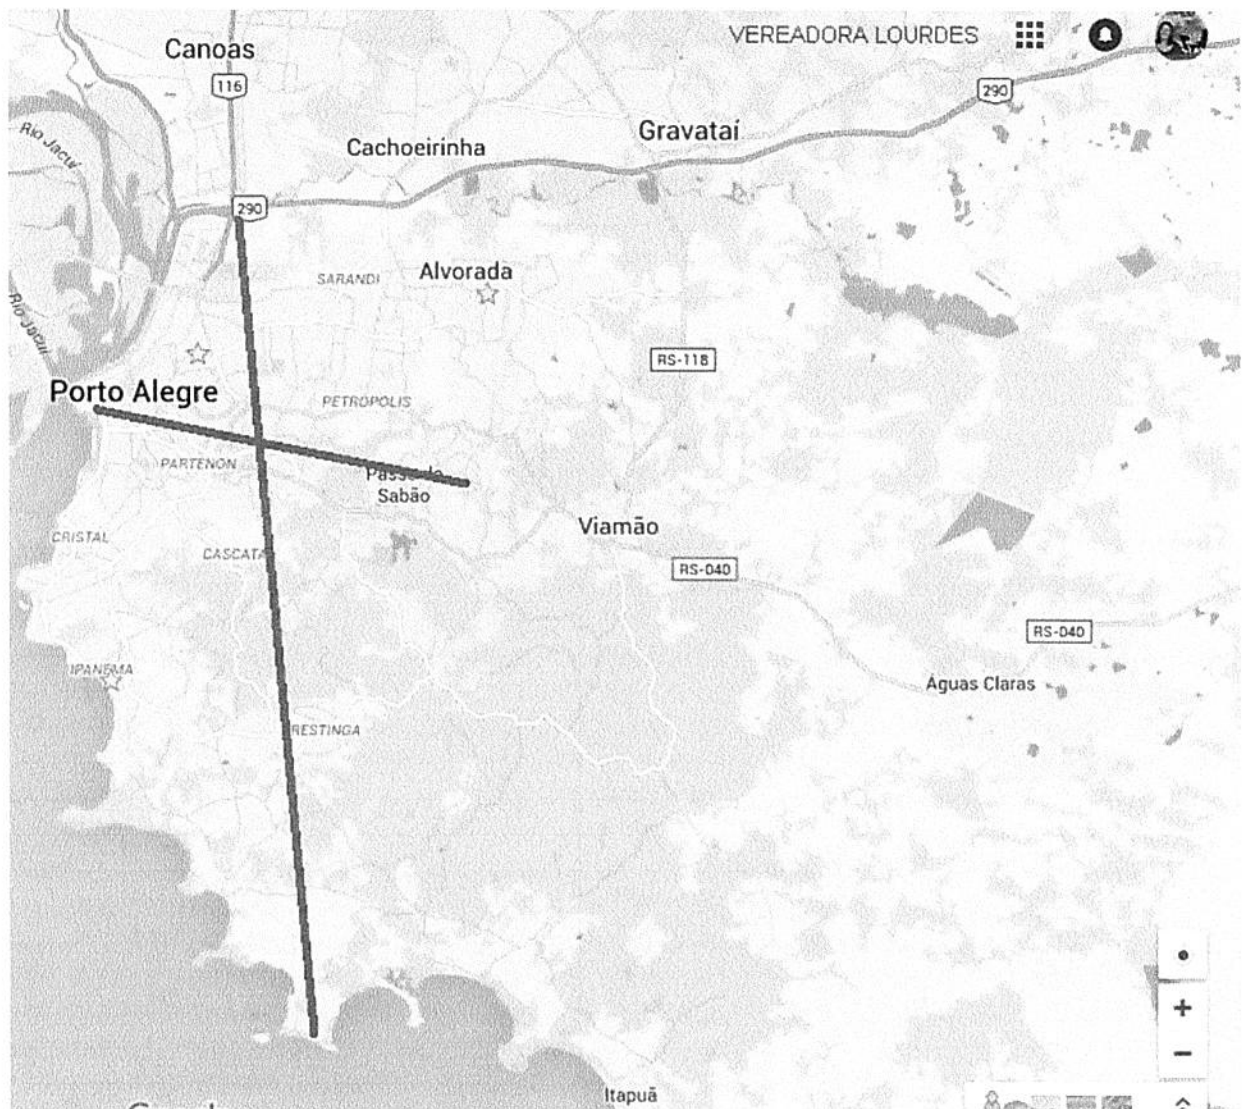 VEREADORA LOURDES
Canoas
116
290
Rio Jacuí
Gravataí
Cachoeirinha
290
SARANDI
Alvorada
Rio Jacuí
RS-118
Porto Alegre
PETRÓPOLIS
PARTENON
Sabão
Viamão
CRISTAL
CASCATA
RS-040
RS-040
IPANEMA
Águas Claras
RESTINGA
+
−
Itapuã